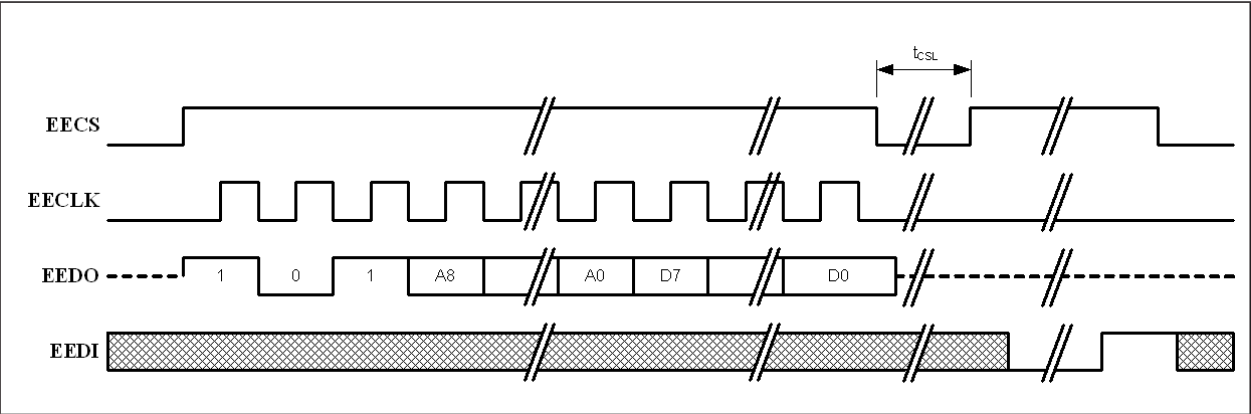 tCSL
EECS
EECLK
EEDO 1 0 1 A8 A0 D7 D0
EEDI